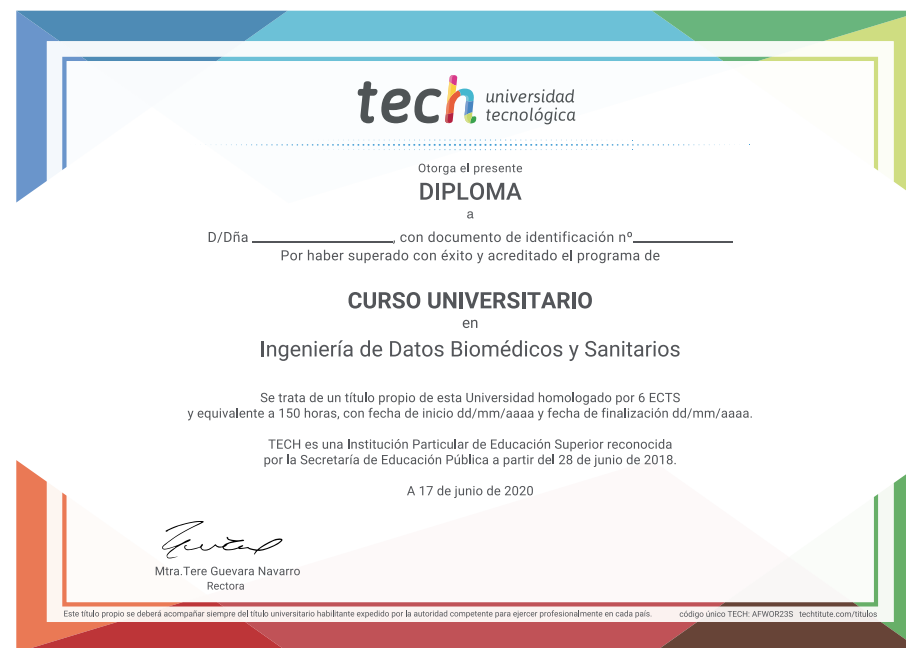 tech universidad
tecnológica
Otorga el presente
DIPLOMA
a
D/Dña ____________, con documento de identificación nº____________
Por haber superado con éxito y acreditado el programa de
CURSO UNIVERSITARIO
en
Ingeniería de Datos Biomédicos y Sanitarios
Se trata de un título propio de esta Universidad homologado por 6 ECTS
y equivalente a 150 horas, con fecha de inicio dd/mm/aaaa y fecha de finalización dd/mm/aaaa.
TECH es una Institución Particular de Educación Superior reconocida
por la Secretaría de Educación Pública a partir del 28 de junio de 2018.
A 17 de junio de 2020
Mtra.Tere Guevara Navarro
Rectora
Este título propio se deberá acompañar siempre del título universitario habilitante expedido por la autoridad competente para ejercer profesionalmente en cada país. código único TECH: AFWOR23S techtitute.com/titulos